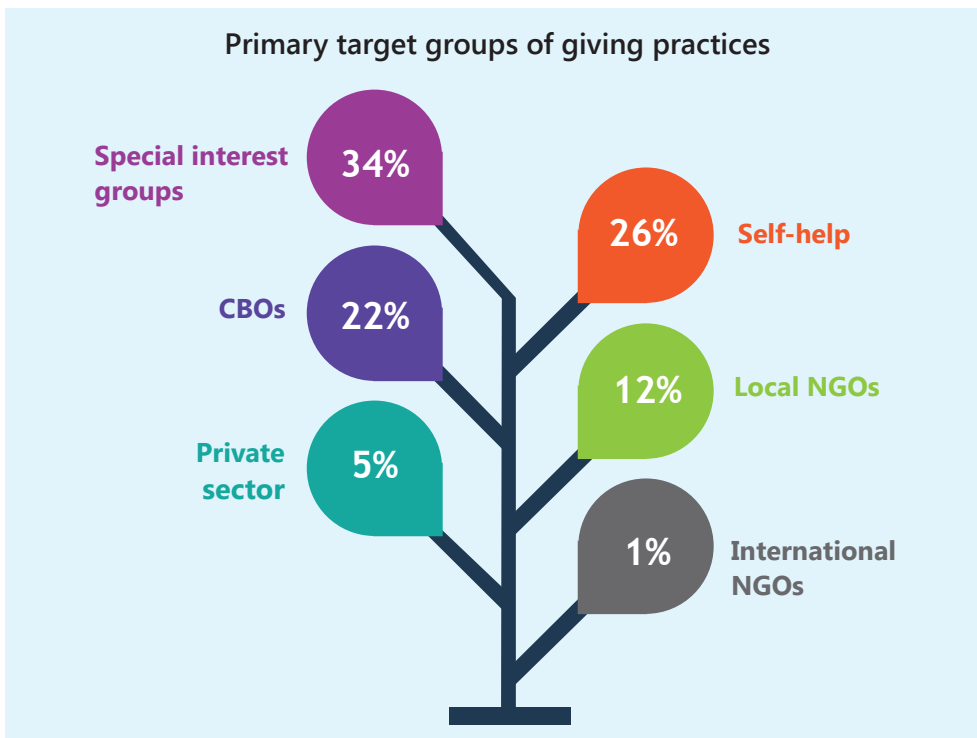 Primary target groups of giving practices
Special interest
groups
34%
26%
Self-help
CBOs
22%
12%
Local NGOs
Private
sector
5%
1%
International
NGOs